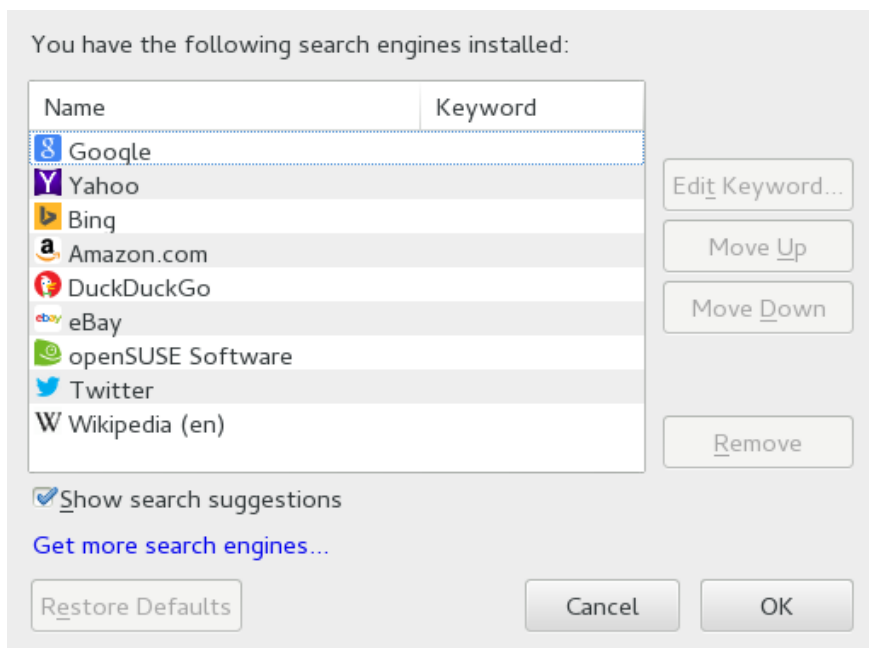 You have the following search engines installed:
Name Keyword
Google
Yahoo
Bing
Amazon.com
DuckDuckGo
eBay
openSUSE Software
Twitter
Wikipedia (en)
Edit Keyword...
Move Up
Move Down
Remove
Show search suggestions
Get more search engines...
Restore Defaults Cancel OK